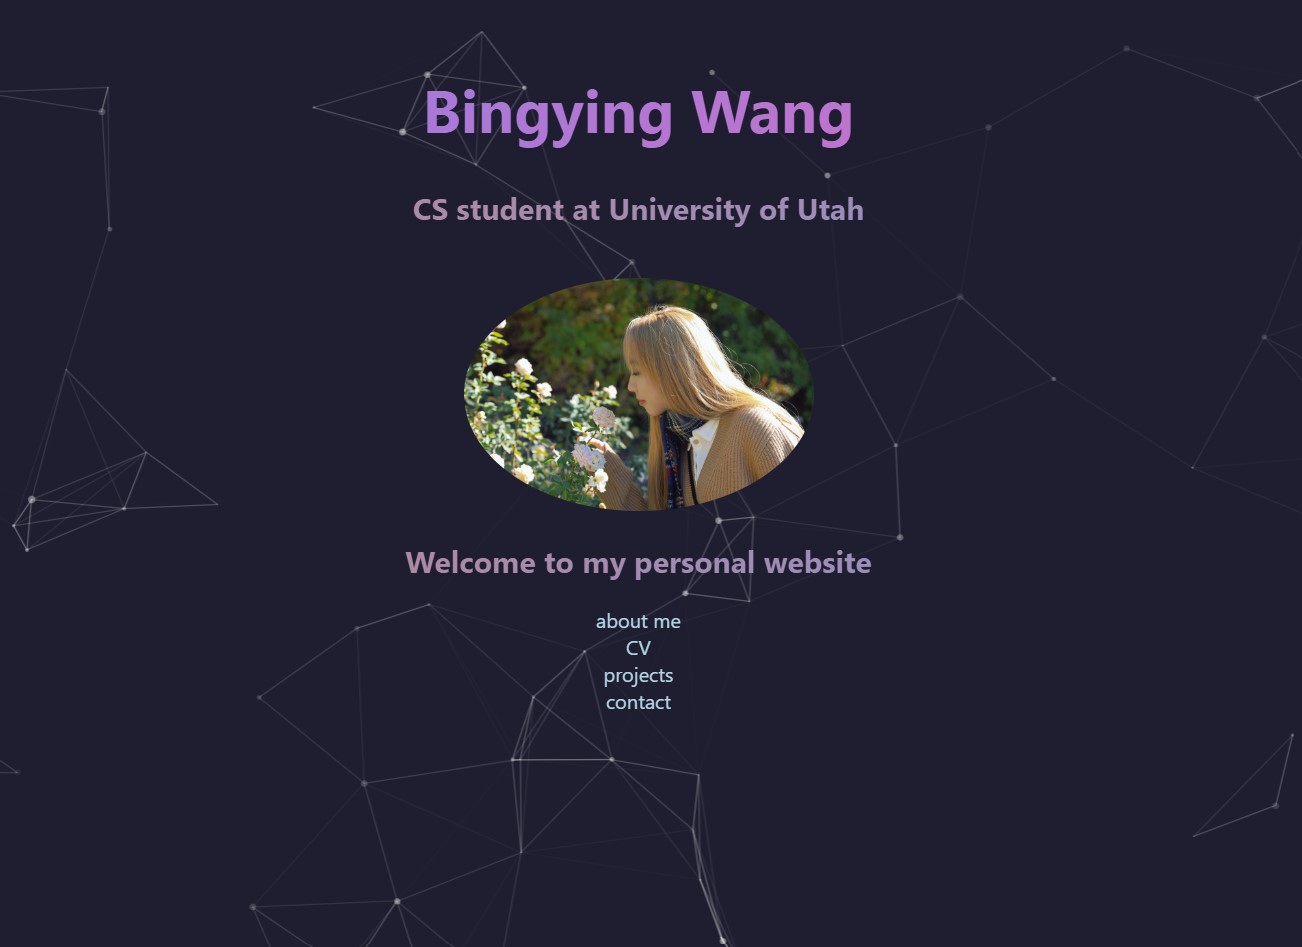 Bingying Wang
CS student at University of Utah
Welcome to my personal website
about me
CV
projects
contact